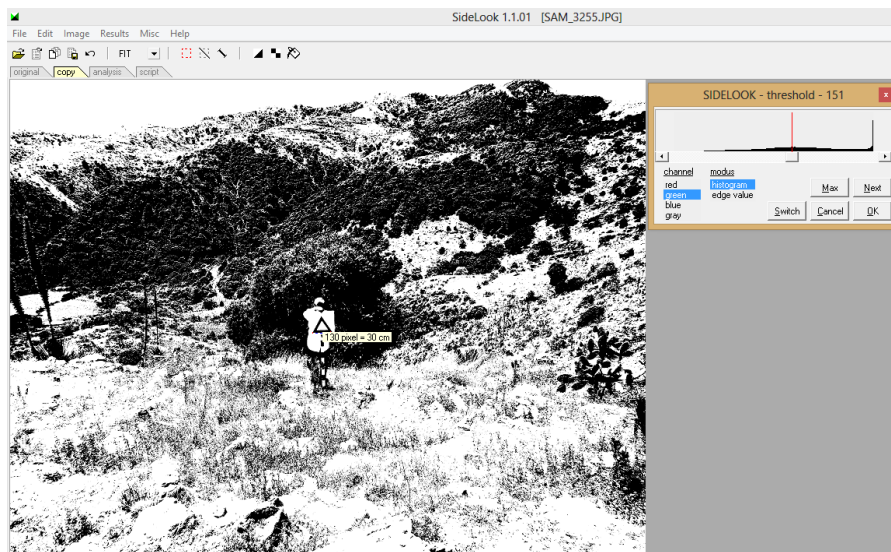 SideLook 1.1.01 [SAM_3255.JPG]
File Edit Image Results Misc Help
FIT
original copy analysis script
SIDELOOK - threshold - 151
x
channel modus
red histogram
green edge value
blue
gray
Max Next
Switch Cancel OK
130 pixel = 30 cm